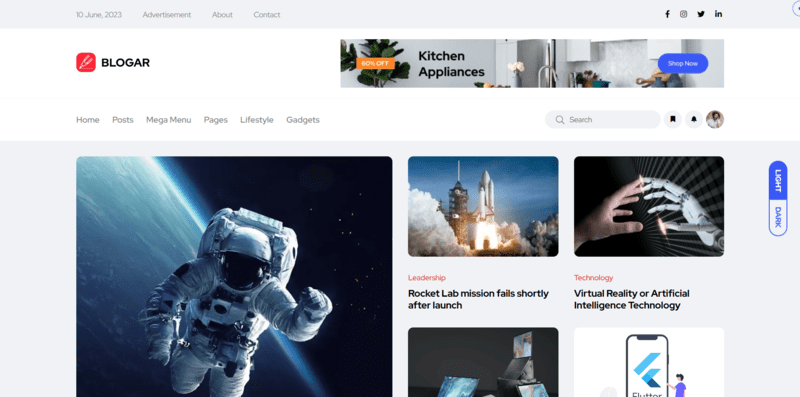 10 June, 2023 Advertisement About Contact
BLOGAR
60% OFF
Kitchen
Appliances
Shop Now
Home Posts Mega Menu Pages Lifestyle Gadgets
Search
LIGHT
DARK
Leadership
Rocket Lab mission fails shortly
after launch
Technology
Virtual Reality or Artificial
Intelligence Technology
Flutter